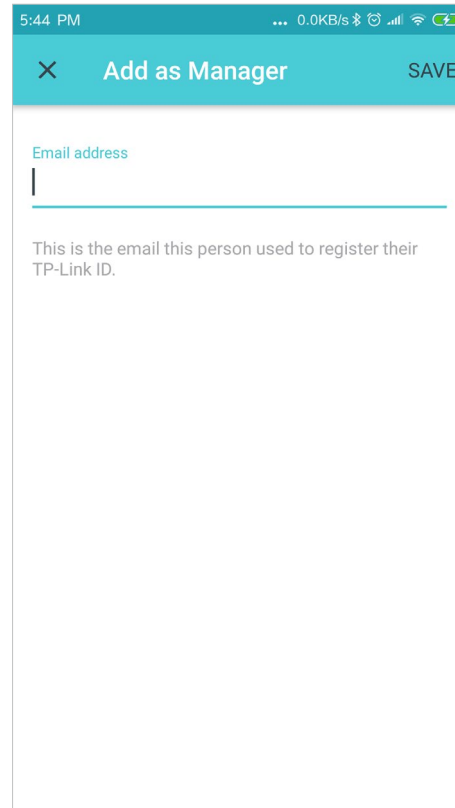 5:44 PM ... 0.0KB/s
Add as Manager SAVE
Email address
This is the email this person used to register their
TP-Link ID.